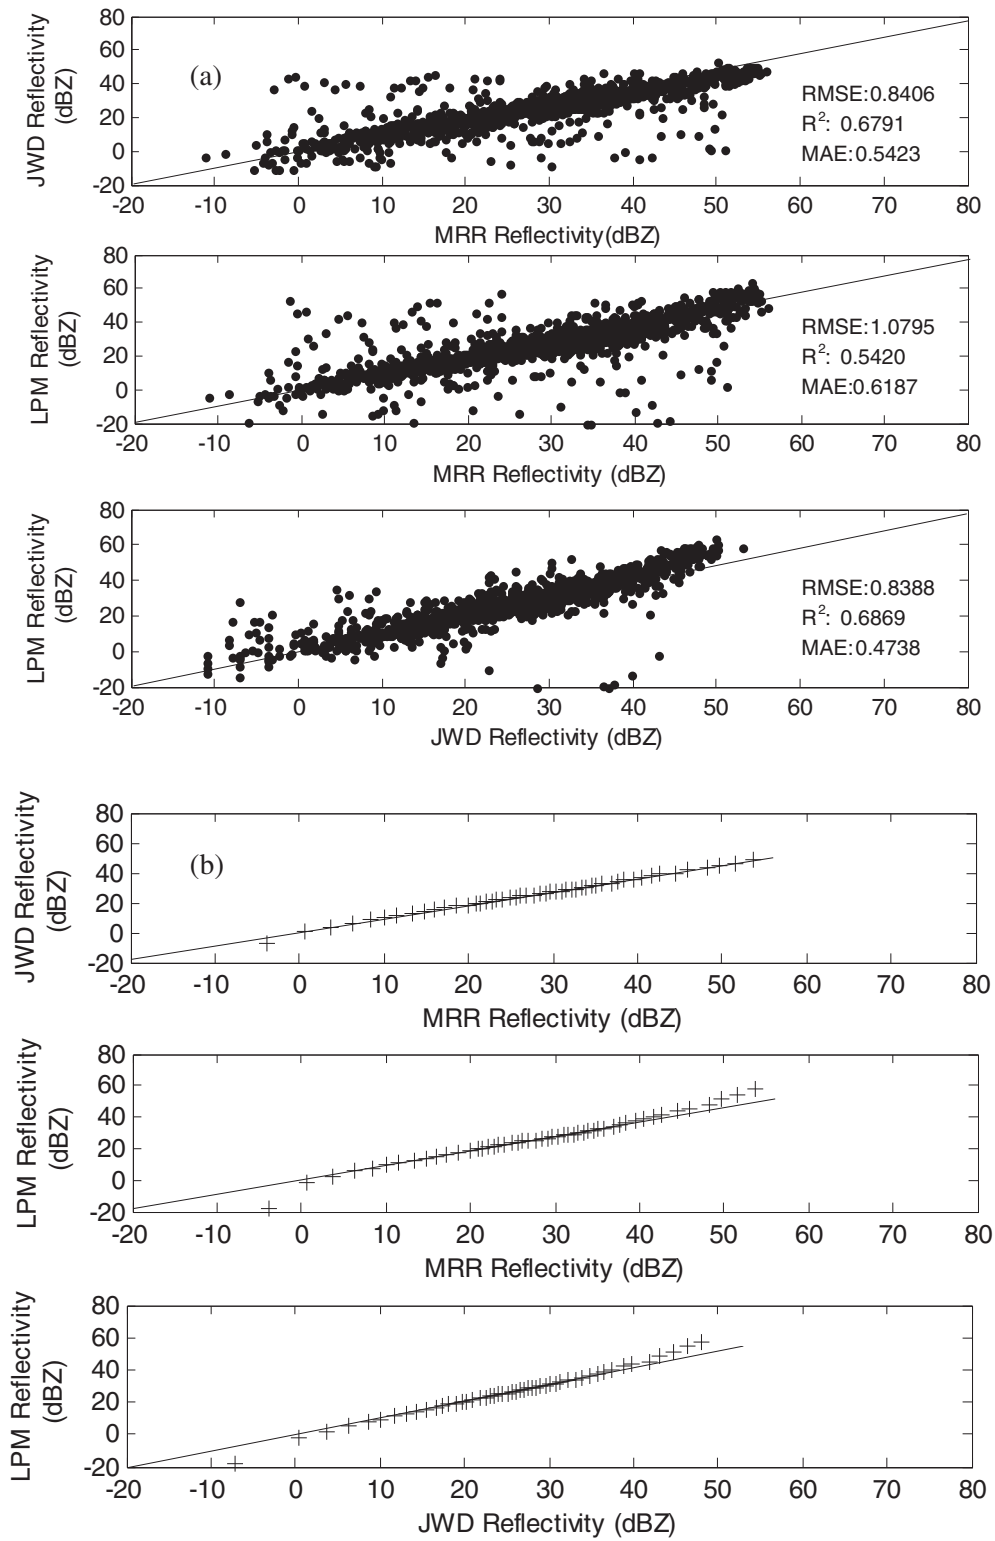 80
60
40
20
0
-20
JWD Reflectivity
(dBZ)
(a)
RMSE:0.8406
R2: 0.6791
MAE:0.5423
-20 -10 0 10 20 30 40 50 60 70 80
MRR Reflectivity(dBZ)
80
60
40
20
0
-20
LPM Reflectivity
(dBZ)
RMSE:1.0795
R2: 0.5420
MAE:0.6187
-20 -10 0 10 20 30 40 50 60 70 80
MRR Reflectivity (dBZ)
80
60
40
20
0
-20
LPM Reflectivity
(dBZ)
RMSE:0.8388
R2: 0.6869
MAE:0.4738
-20 -10 0 10 20 30 40 50 60 70 80
JWD Reflectivity (dBZ)
80
60
40
20
0
-20
JWD Reflectivity
(dBZ)
(b)
-20 -10 0 10 20 30 40 50 60 70 80
MRR Reflectivity (dBZ)
80
60
40
20
0
-20
LPM Reflectivity
(dBZ)
-20 -10 0 10 20 30 40 50 60 70 80
MRR Reflectivity (dBZ)
80
60
40
20
0
-20
LPM Reflectivity
(dBZ)
-20 -10 0 10 20 30 40 50 60 70 80
JWD Reflectivity (dBZ)